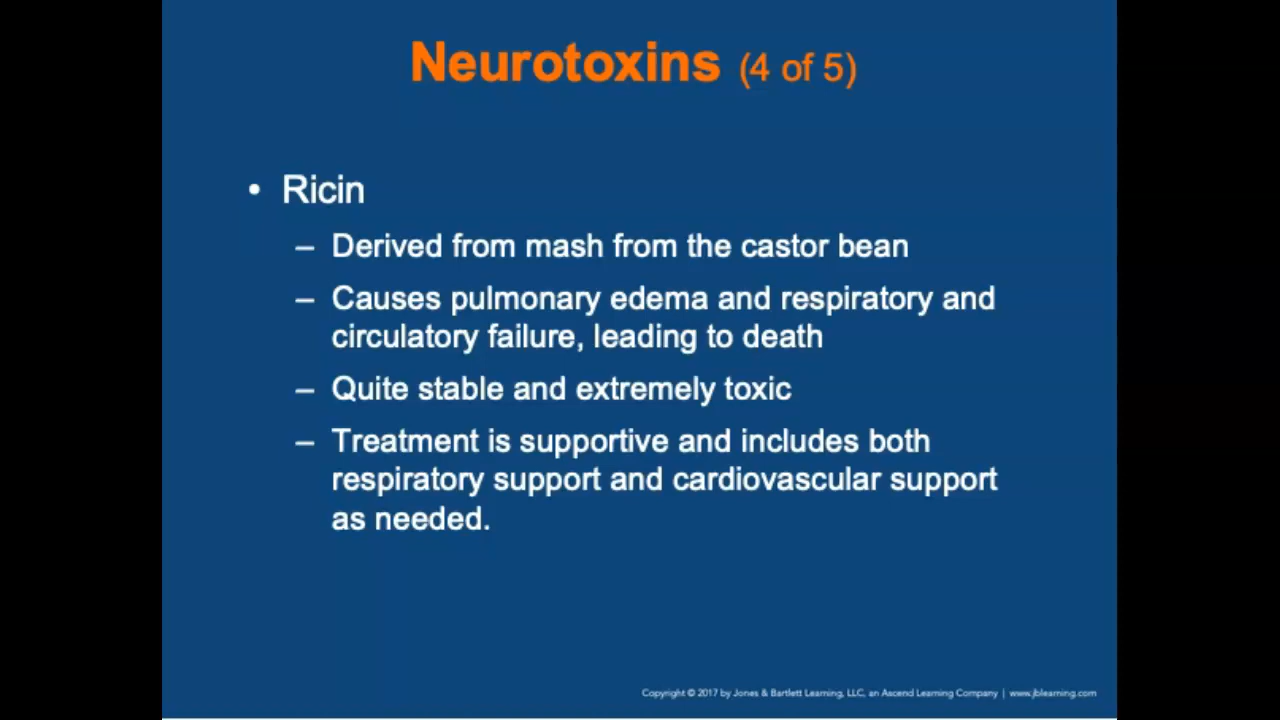 Neurotoxins (4 of 5)
• Ricin
– Derived from mash from the castor bean
– Causes pulmonary edema and respiratory and
circulatory failure, leading to death
– Quite stable and extremely toxic
– Treatment is supportive and includes both
respiratory support and cardiovascular support
as needed.
Copyright © 2017 by Jones & Bartlett Learning, LLC, an Ascend Learning Company | www.jblearning.com